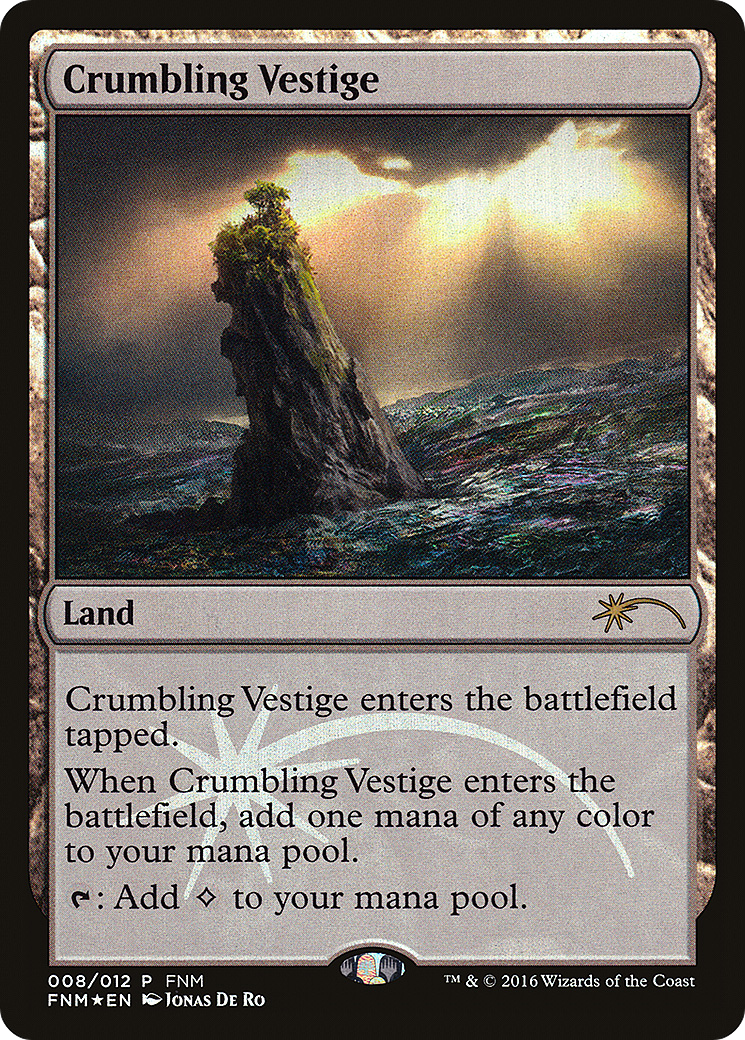 Crumbling Vestige
Land
Crumbling Vestige enters the battlefield
tapped.
When Crumbling Vestige enters the
battlefield, add one mana of any color
to your mana pool.
: Add to your mana pool.
008/012 P FNM
FNM★EN Jonas De Ro
™ & © 2016 Wizards of the Coast